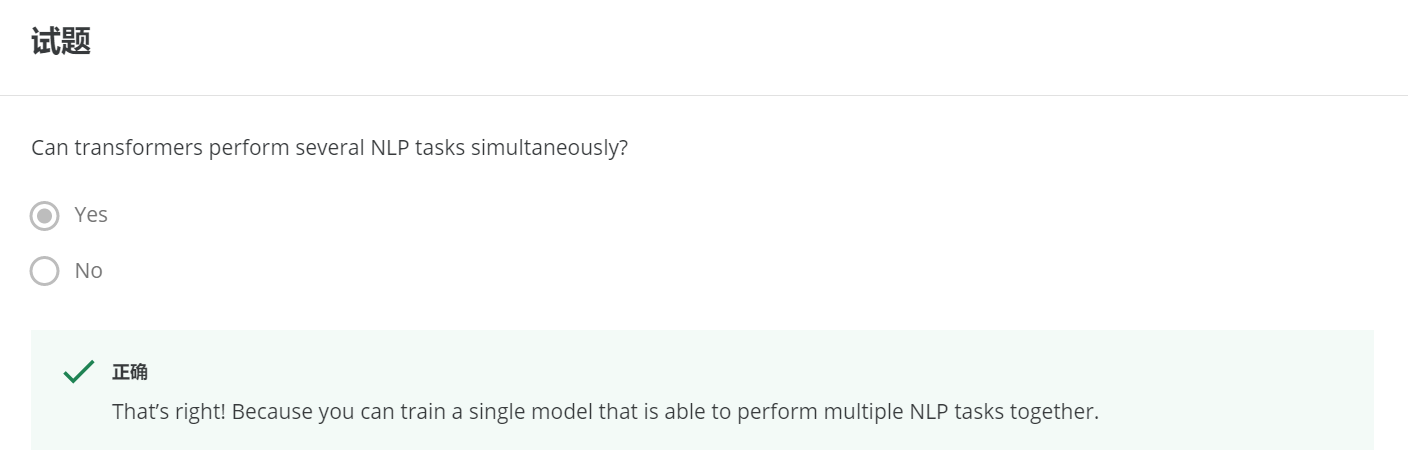 试题
Can transformers perform several NLP tasks simultaneously?
Yes
No
正确
That’s right! Because you can train a single model that is able to perform multiple NLP tasks together.